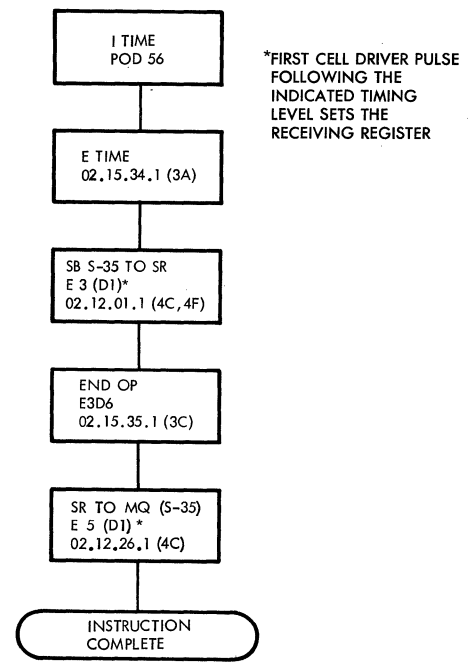 I TIME
POD 56
*FIRST CELL DRIVER PULSE
FOLLOWING THE
INDICATED TIMING
LEVEL SETS THE
RECEIVING REGISTER
E TIME
02.15.34.1 (3A)
SB S-35 TO SR
E 3 (D1)*
02.12.01.1 (4C,4F)
END OP
E3D6
02.15.35.1 (3C)
SR TO MQ (S-35)
E 5 (D1) *
02.12.26.1 (4C)
INSTRUCTION
COMPLETE